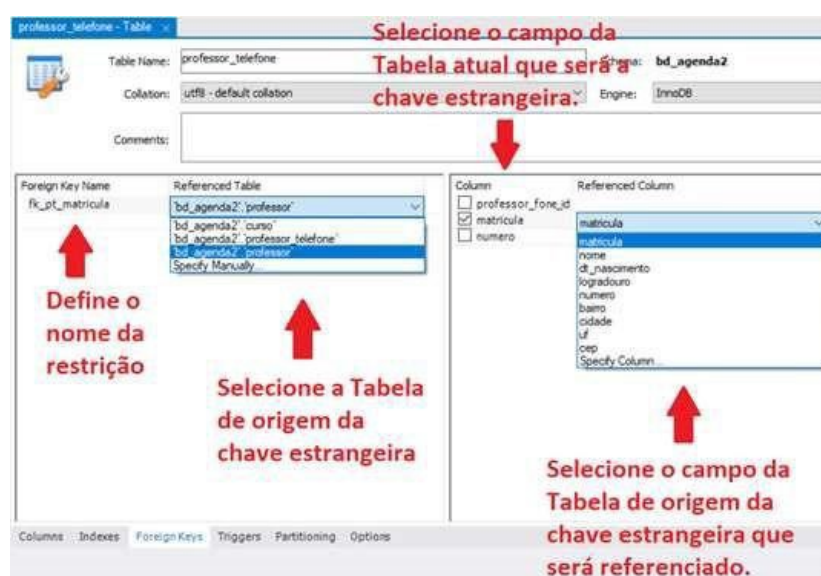 professor_telefone - Table
Selecione o campo da
Tabela atual que será a
chave estrangeira.
Table Name: professor_telefone
Schema: bd_agenda2
Collation: utf8 - default collation
Engine: InnoDB
Comments:
Foreign Key Name Referenced Table
fk_pt_matricula `bd_agenda2`.`professor`
`bd_agenda2`.`curso`
`bd_agenda2`.`professor_telefone`
`bd_agenda2`.`professor`
Specify Manually...
Column Referenced Column
professor_fone_id
matricula matricula
numero
matricula
nome
dt_nascimento
logradouro
numero
bairro
cidade
uf
cep
Specify Column...
Define o
nome da
restrição
Selecione a Tabela
de origem da
chave estrangeira
Selecione o campo da
Tabela de origem da
chave estrangeira que
será referenciado.
Columns Indexes Foreign Keys Triggers Partitioning Options